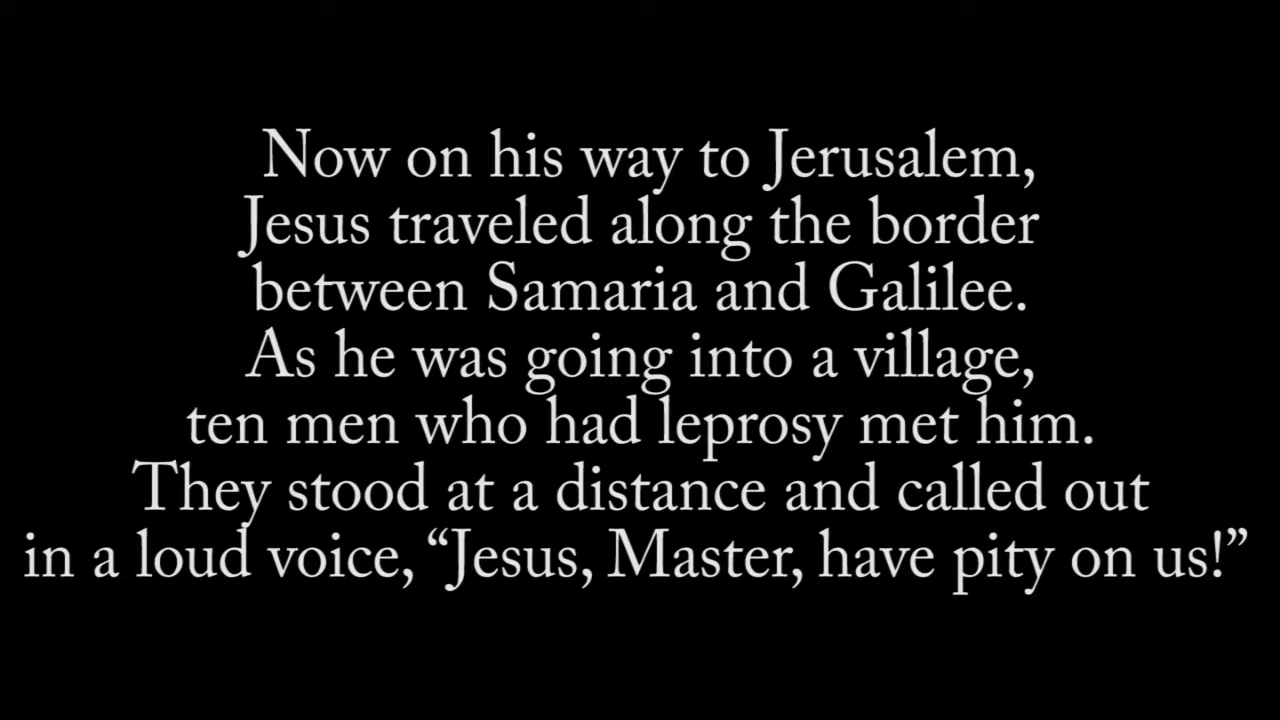 Now on his way to Jerusalem,
Jesus traveled along the border
between Samaria and Galilee.
As he was going into a village,
ten men who had leprosy met him.
They stood at a distance and called out
in a loud voice, “Jesus, Master, have pity on us!”